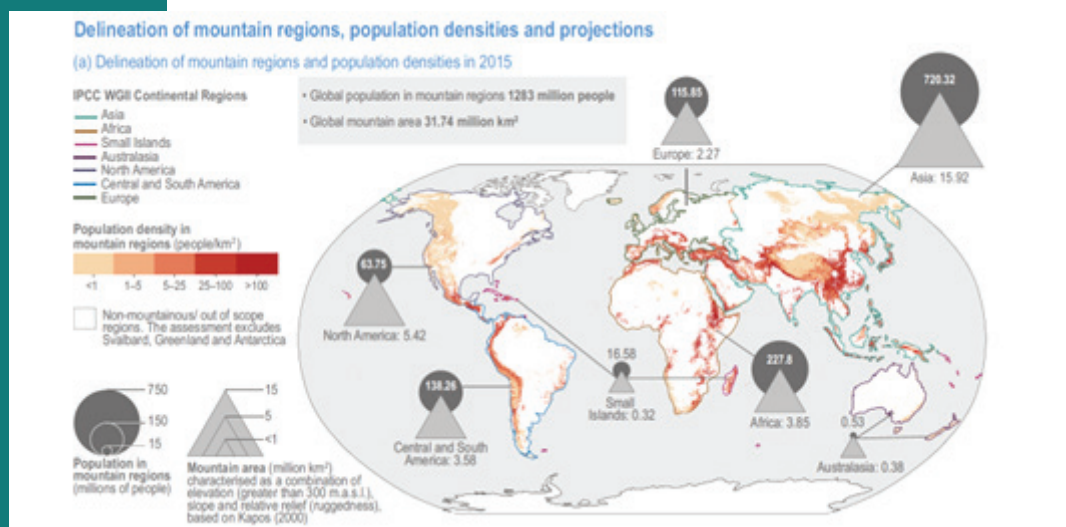 Delineation of mountain regions, population densities and projections
(a) Delineation of mountain regions and population densities in 2015
IPCC WGII Continental Regions
Asia
Africa
Small Islands
Australasia
North America
Central and South America
Europe
• Global population in mountain regions 1283 million people
• Global mountain area 31.74 million km²
Population density in
mountain regions (people/km²)
<1 1–5 5–25 25–100 >100
Non-mountainous/ out of scope
regions. The assessment excludes
Svalbard, Greenland and Antarctica
750
150
15
Population in
mountain regions
(millions of people)
15
5
<1
Mountain area (million km²)
characterised as a combination of
elevation (greater than 300 m.a.s.l.),
slope and relative relief (ruggedness),
based on Kapos (2000)
115.85
Europe: 2.27
720.32
Asia: 15.92
63.75
North America: 5.42
138.26
Central and South
America: 3.58
16.58
Small
Islands: 0.32
227.8
Africa: 3.85
0.53
Australasia: 0.38